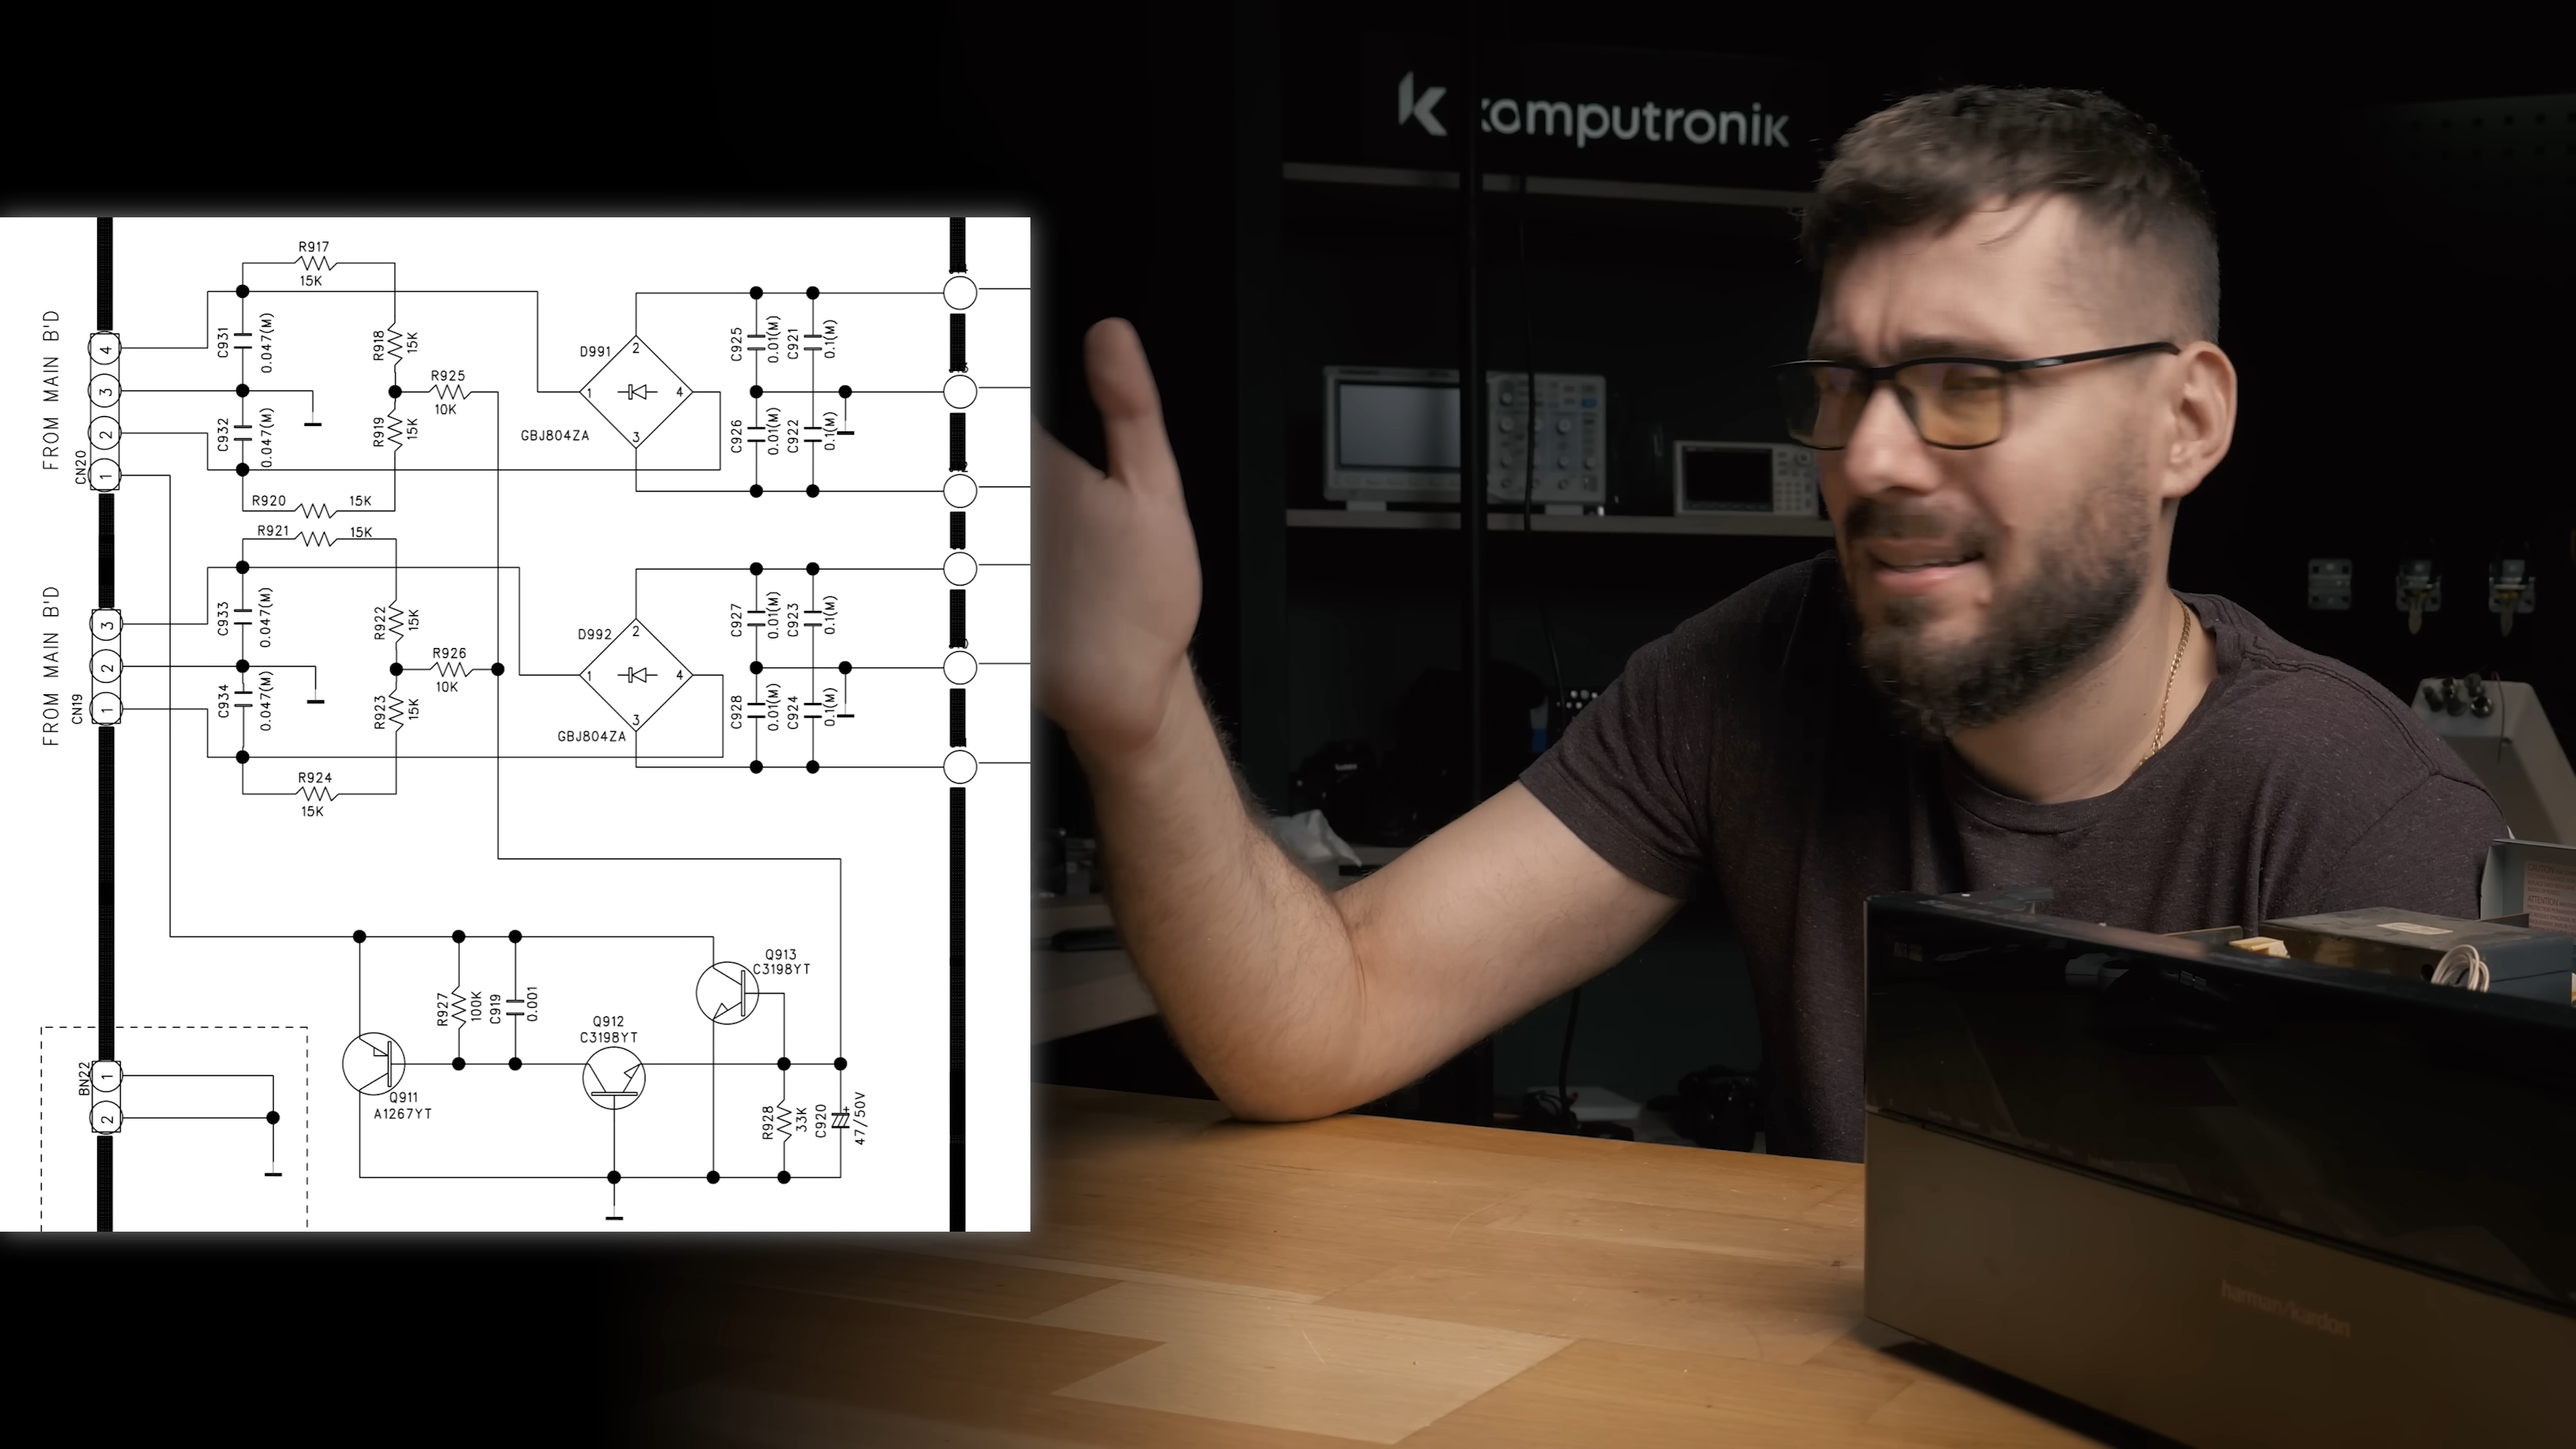 komputronik
R917
15K
FROM MAIN B'D
CN20
4
3
2
1
C931
0.047(M)
C932
0.047(M)
R918
15K
R919
15K
R925
10K
R920
15K
D991
GBJ804ZA
1
2
3
4
C925
0.01(M)
C921
0.1(M)
C926
0.01(M)
C922
0.1(M)
R921
15K
FROM MAIN B'D
CN19
3
2
1
C933
0.047(M)
C934
0.047(M)
R922
15K
R923
15K
R926
10K
R924
15K
D992
GBJ804ZA
1
2
3
4
C927
0.01(M)
C923
0.1(M)
C928
0.01(M)
C924
0.1(M)
R927
100K
C919
0.001
Q913
C3198YT
Q912
C3198YT
Q911
A1267YT
R928
33K
C920
+
47/50V
BN22
1
2
harman/kardon